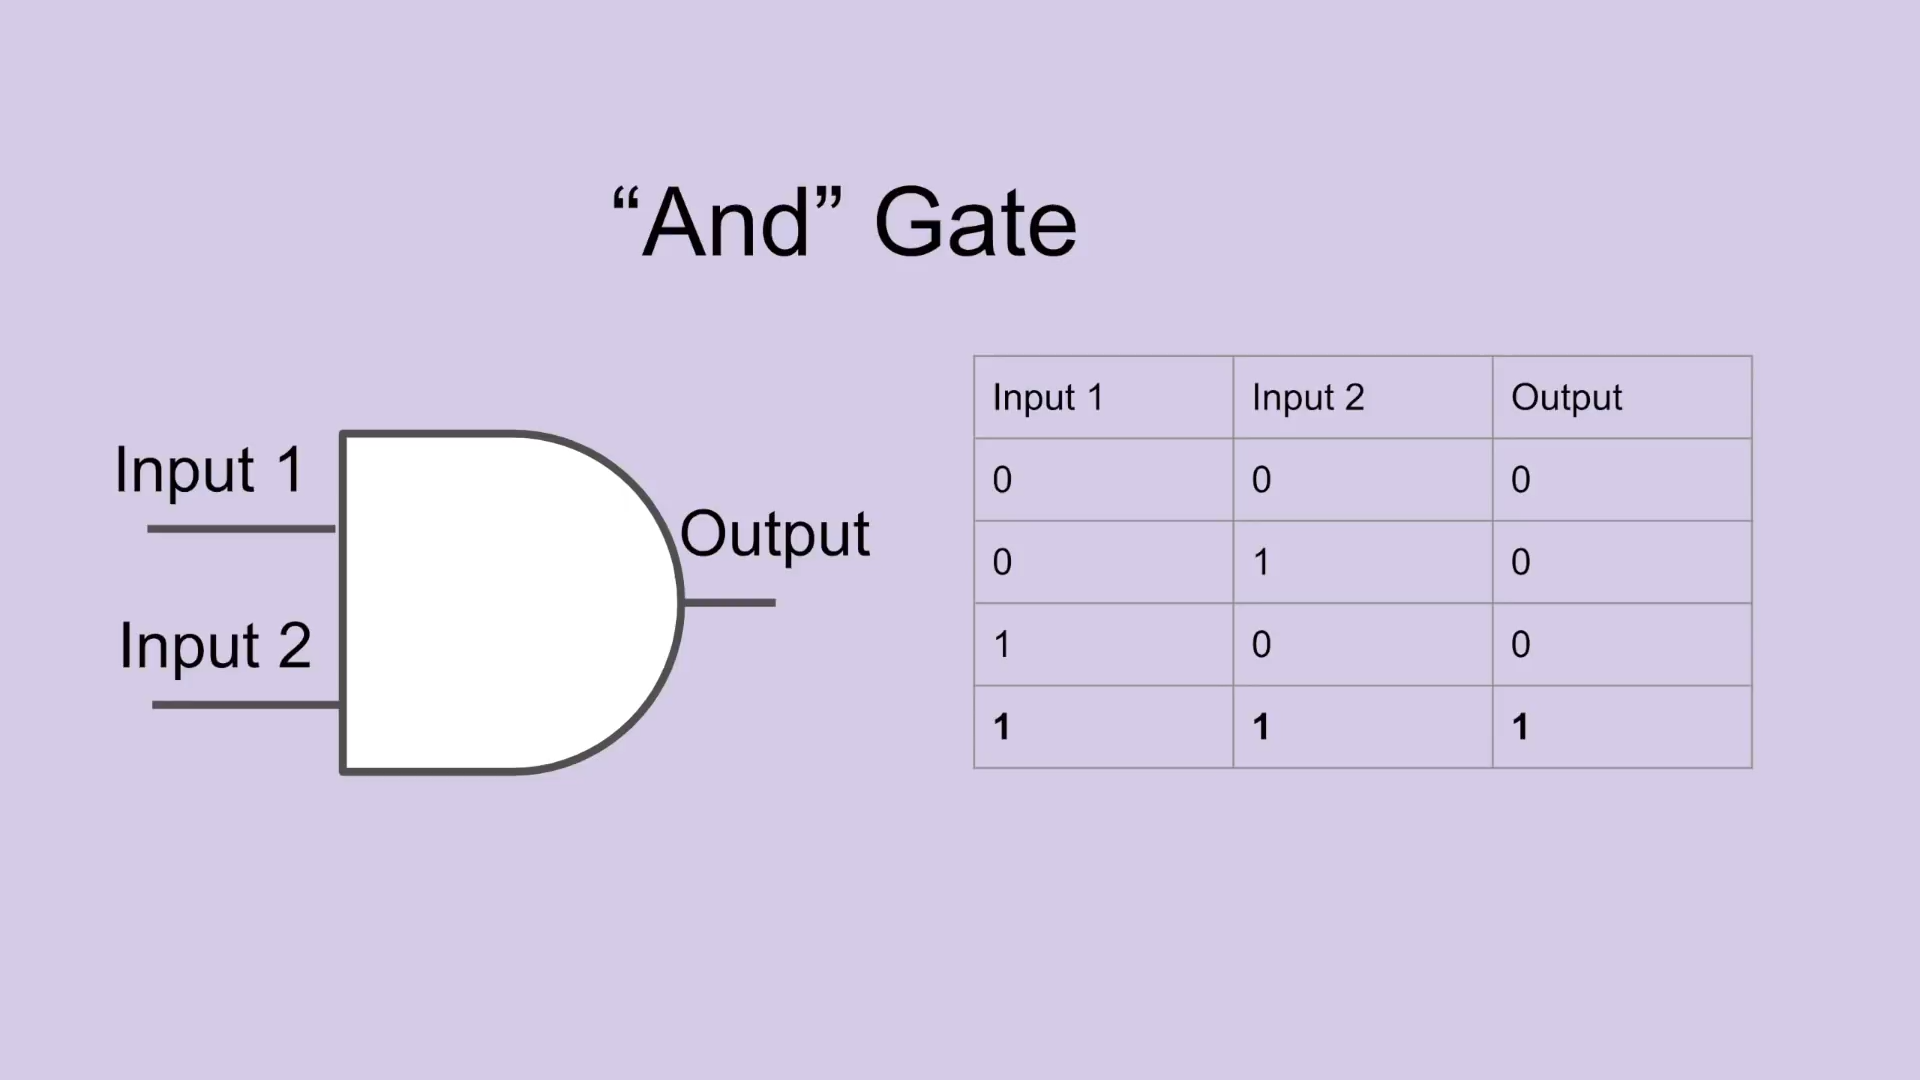 “And” Gate
Input 1
Input 2
Output
Input 1 Input 2 Output
0 0 0
0 1 0
1 0 0
1 1 1